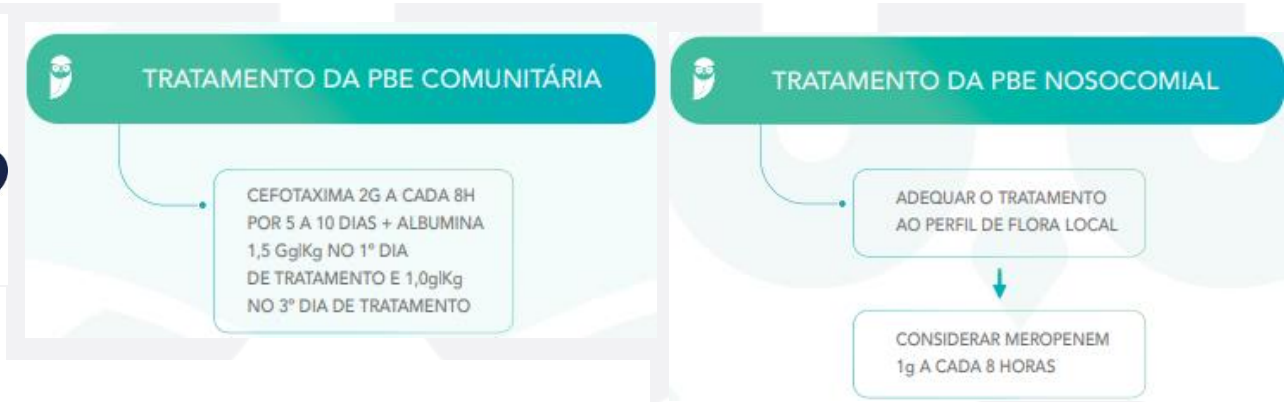 TRATAMENTO DA PBE COMUNITÁRIA
CEFOTAXIMA 2G A CADA 8H
POR 5 A 10 DIAS + ALBUMINA
1,5 Gg|Kg NO 1º DIA
DE TRATAMENTO E 1,0g|Kg
NO 3º DIA DE TRATAMENTO
TRATAMENTO DA PBE NOSOCOMIAL
ADEQUAR O TRATAMENTO
AO PERFIL DE FLORA LOCAL
CONSIDERAR MEROPENEM
1g A CADA 8 HORAS